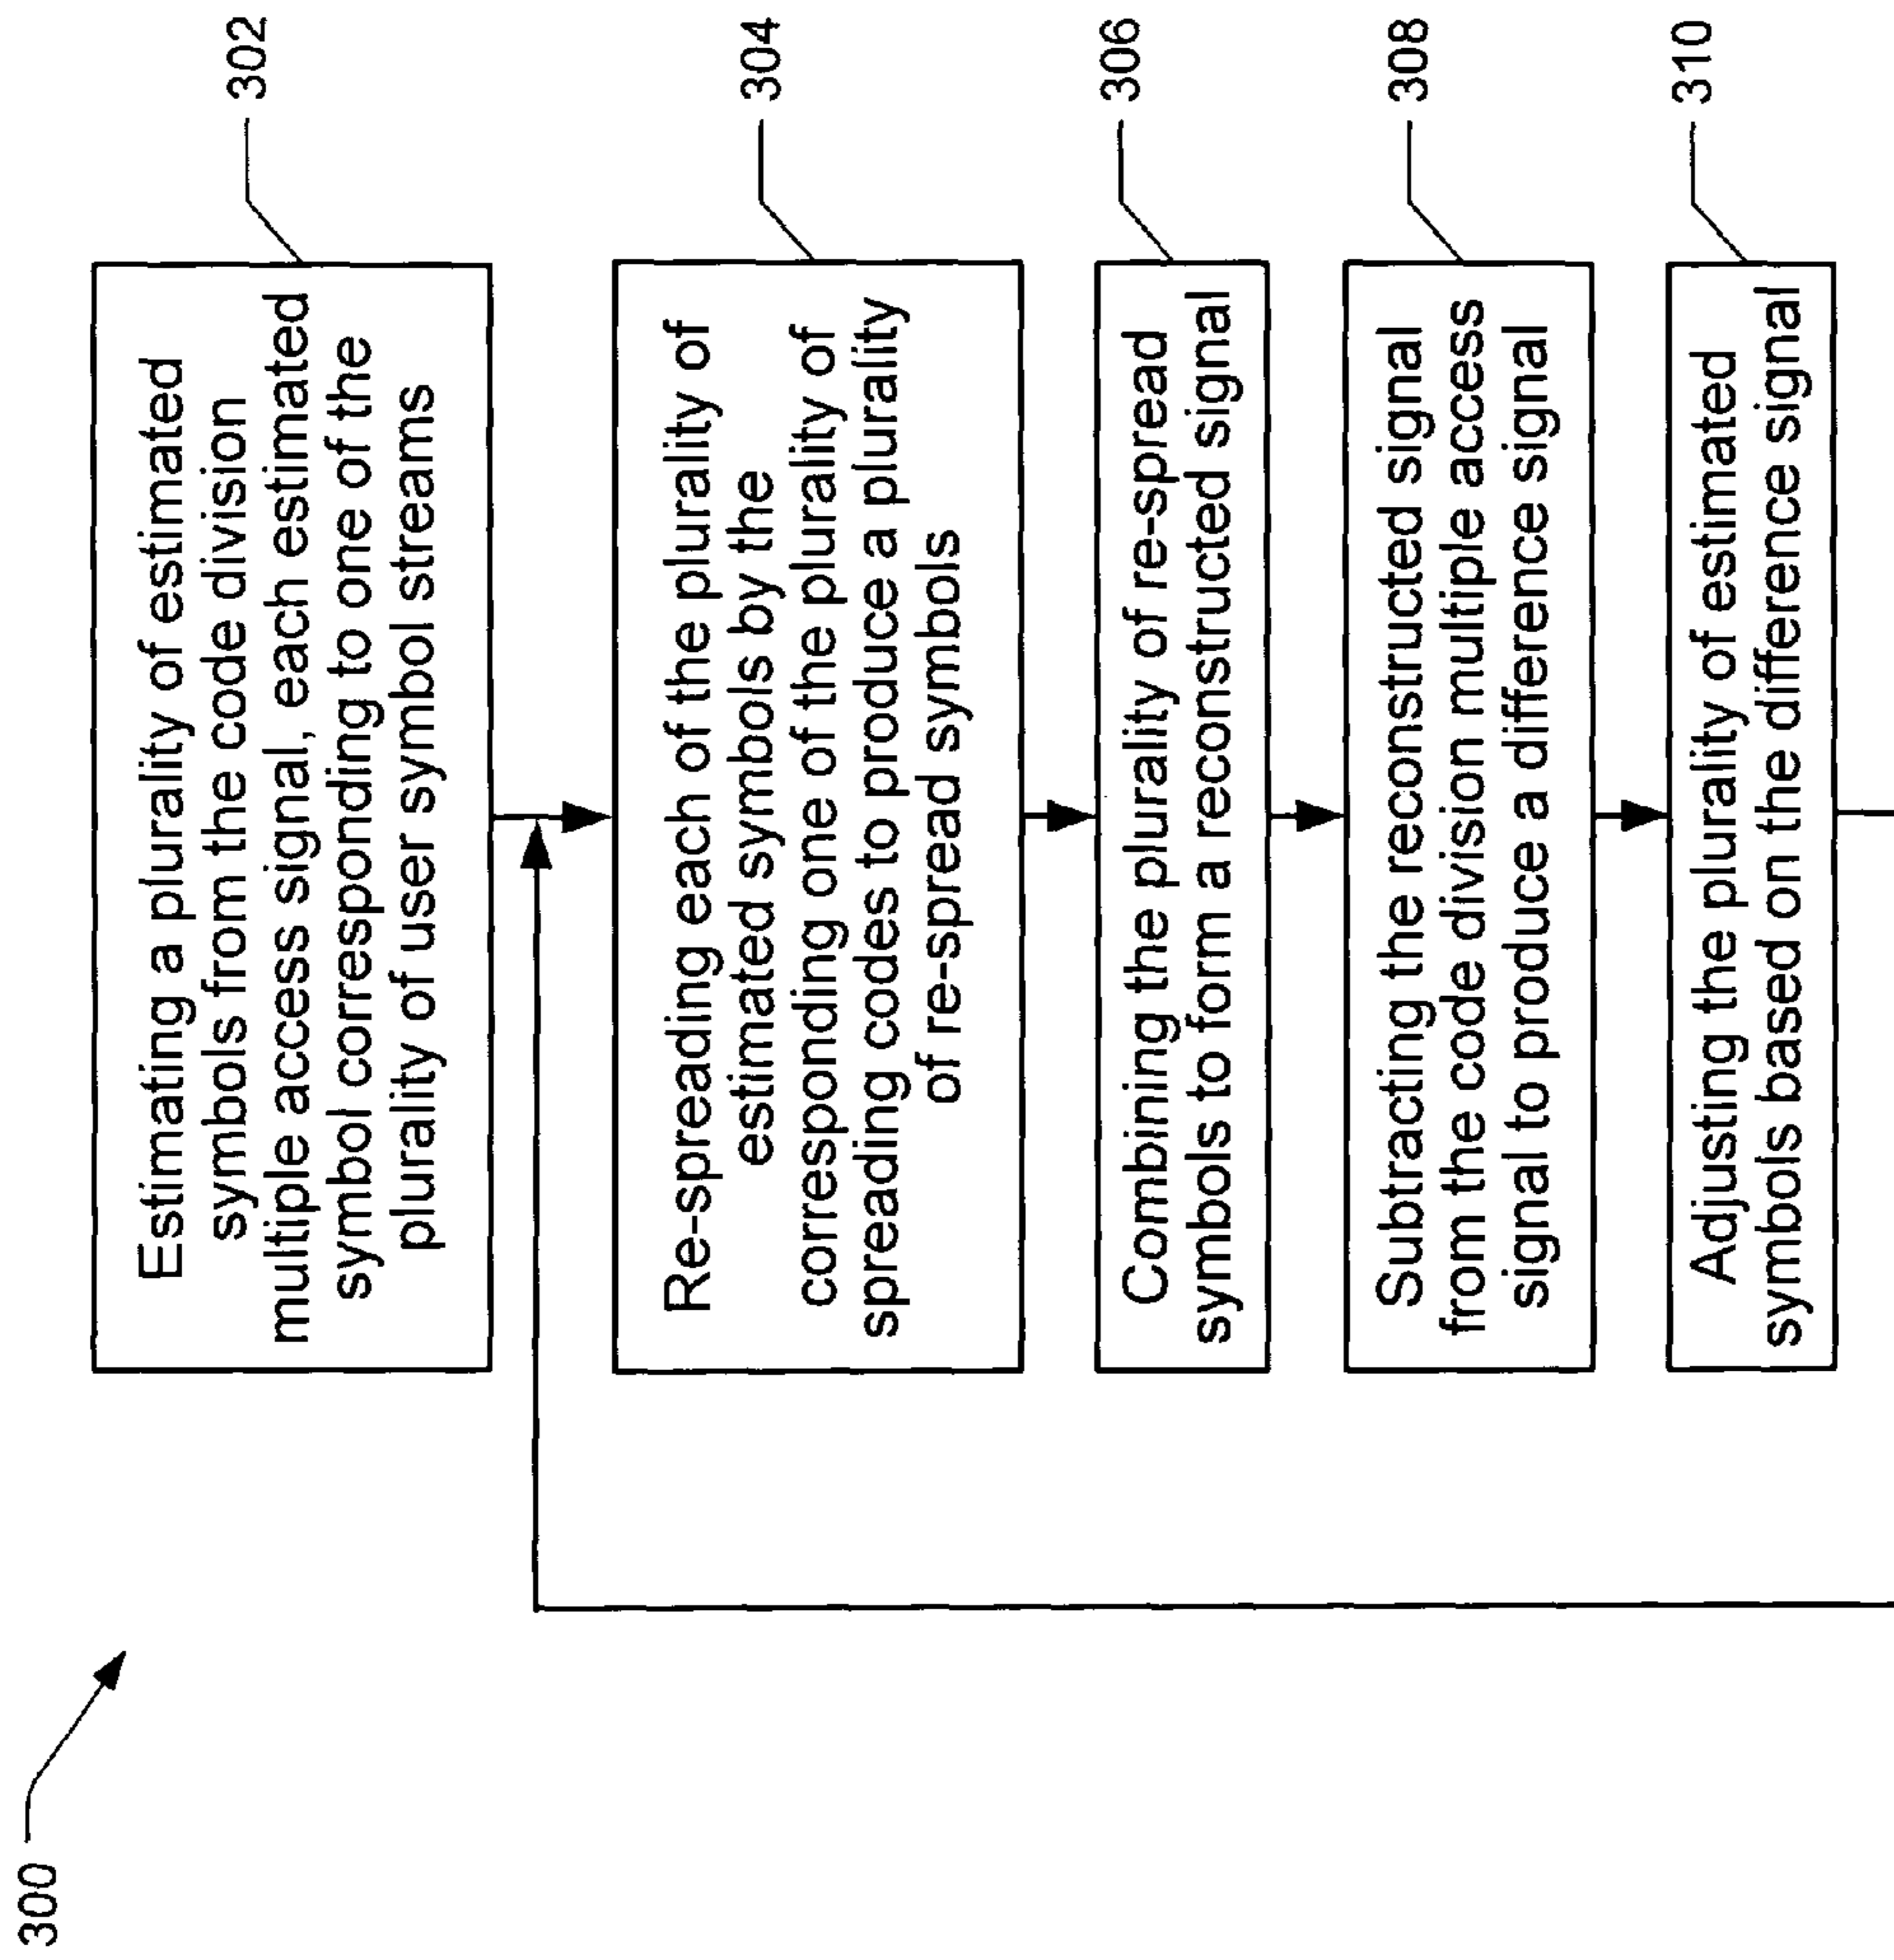 300
Estimating a plurality of estimated
symbols from the code division
multiple access signal, each estimated
symbol corresponding to one of the
plurality of user symbol streams
302
Re-spreading each of the plurality of
estimated symbols by the
corresponding one of the plurality of
spreading codes to produce a plurality
of re-spread symbols
304
Combining the plurality of re-spread
symbols to form a reconstructed signal
306
Subtracting the reconstructed signal
from the code division multiple access
signal to produce a difference signal
308
Adjusting the plurality of estimated
symbols based on the difference signal
310